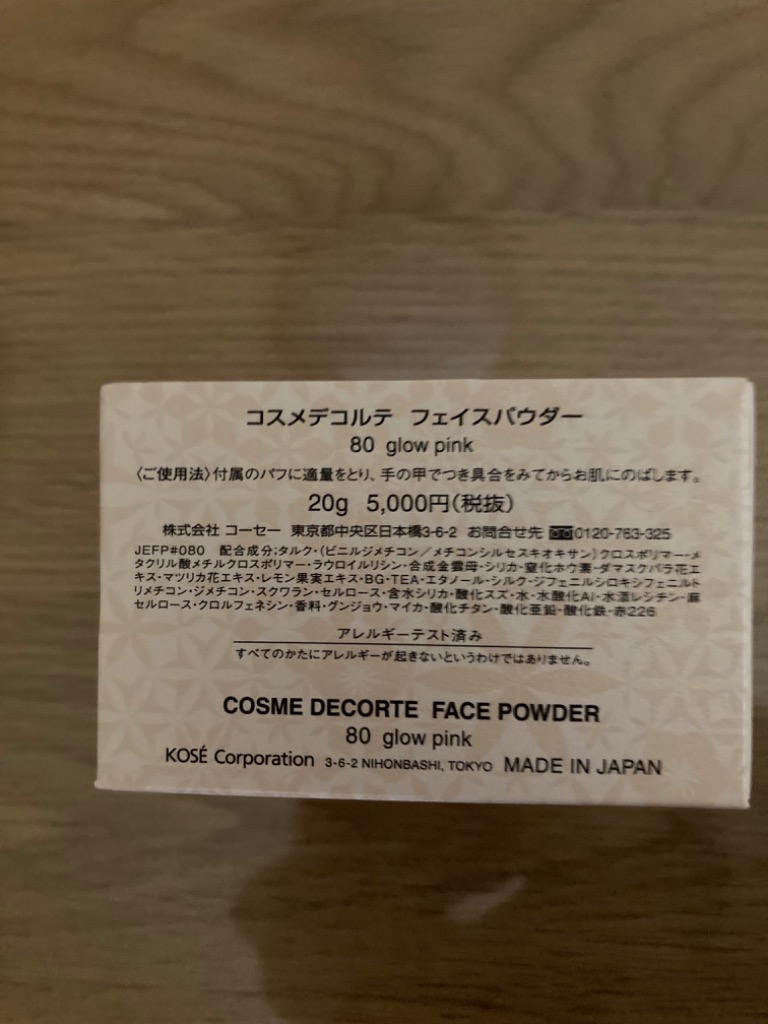 コスメデコルテ フェイスパウダー
80 glow pink
〈ご使用法〉付属のパフに適量をとり、手の甲でつき具合をみてからお肌にのばします。
20g 5,000円(税抜)
株式会社 コーセー 東京都中央区日本橋3-6-2 お問合せ先 0120-763-325
JEFP#080 配合成分;タルク・(ビニルジメチコン/メチコンシルセスキオキサン)クロスポリマー・メ
タクリル酸メチルクロスポリマー・ラウロイルリシン・合成金雲母・シリカ・窒化ホウ素・ダマスクバラ花エ
キス・マツリカ花エキス・レモン果実エキス・BG・TEA・エタノール・シルク・ジフェニルシロキシフェニルト
リメチコン・ジメチコン・スクワラン・セルロース・含水シリカ・酸化スズ・水・水酸化Al・水添レシチン・麻
セルロース・クロルフェネシン・香料・グンジョウ・マイカ・酸化チタン・酸化亜鉛・酸化鉄・赤226
アレルギーテスト済み
すべてのかたにアレルギーが起きないというわけではありません。
COSME DECORTE FACE POWDER
80 glow pink
KOSÉ Corporation 3-6-2 NIHONBASHI, TOKYO MADE IN JAPAN